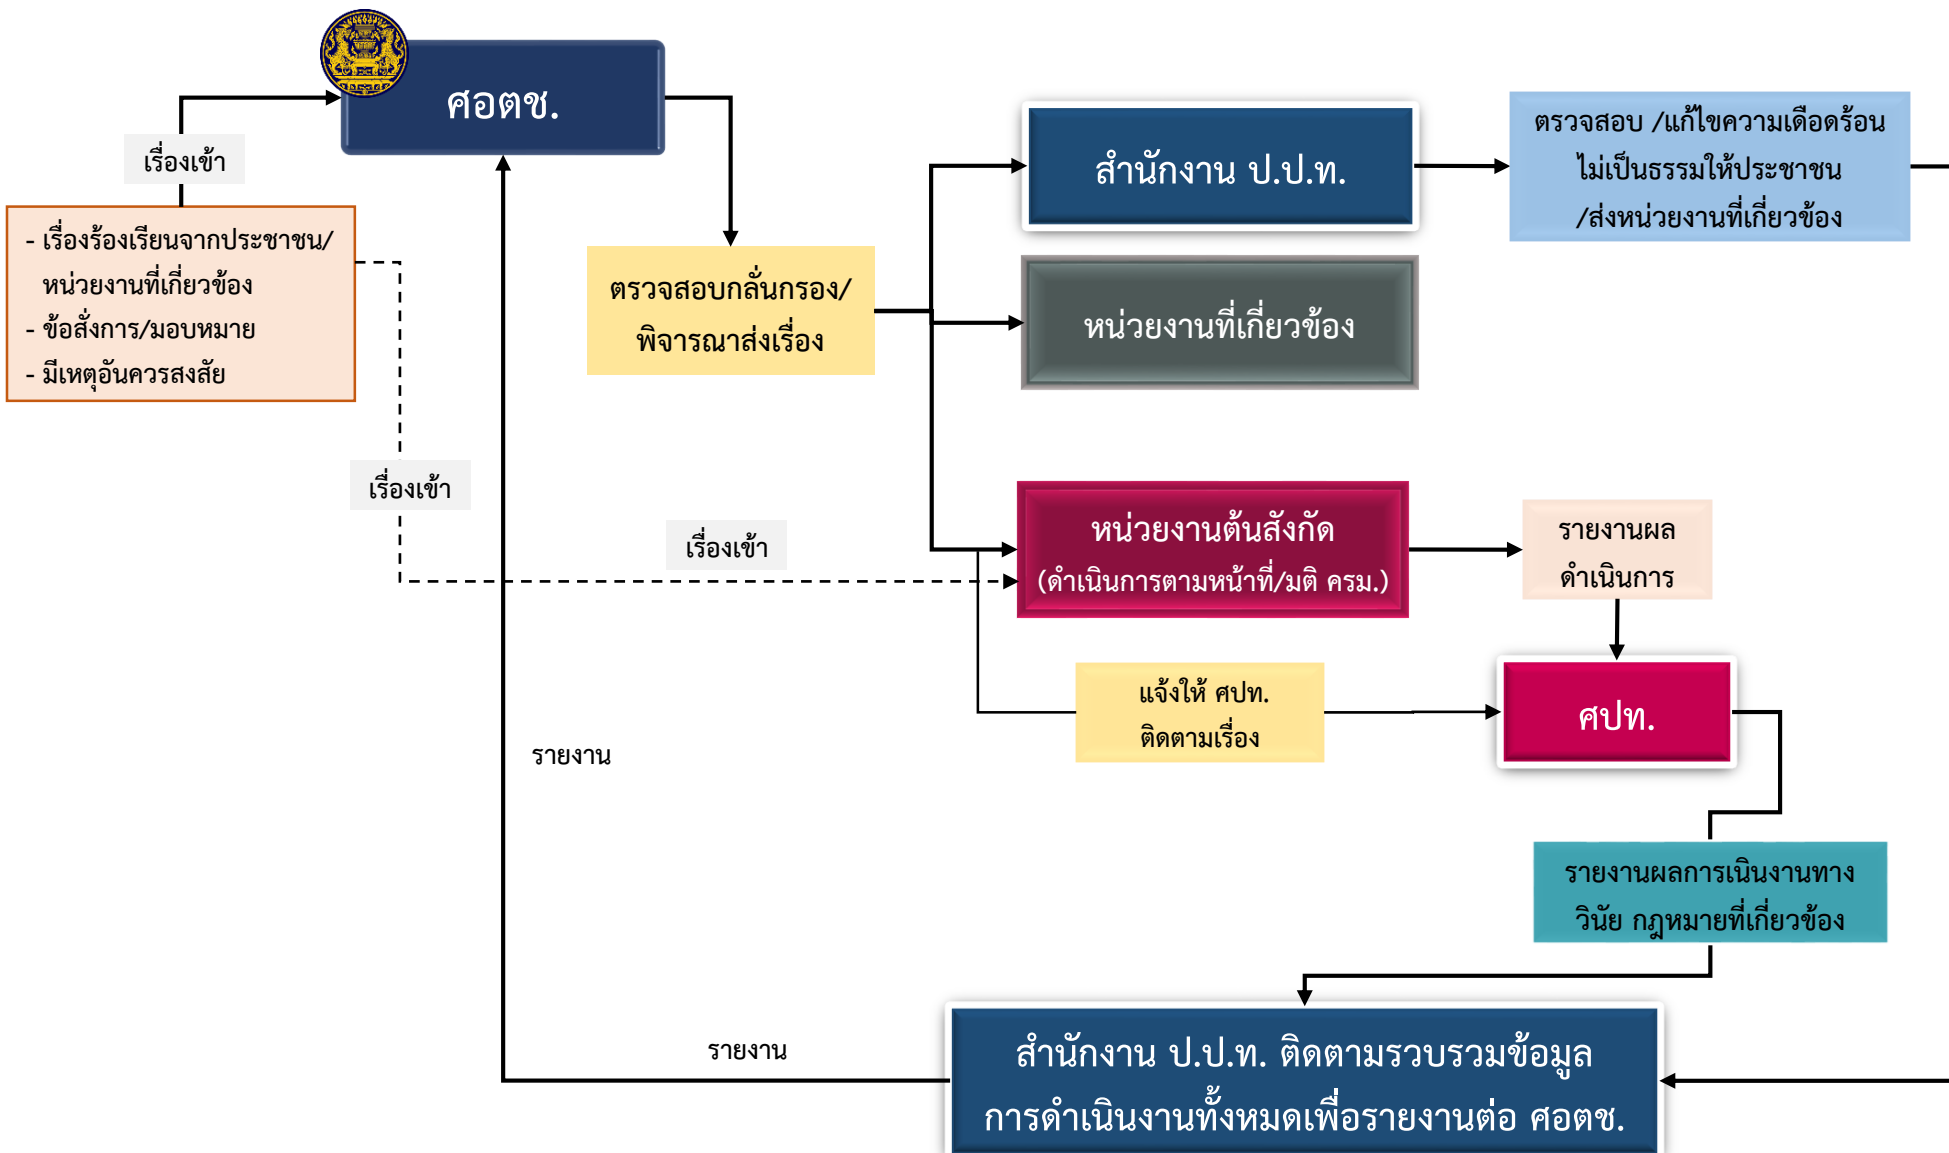 ศอตช.
เรื่องเข้า
- เรื่องร้องเรียนจากประชาชน/
หน่วยงานที่เกี่ยวข้อง
- ข้อสั่งการ/มอบหมาย
- มีเหตุอันควรสงสัย
ตรวจสอบกลั่นกรอง/
พิจารณาส่งเรื่อง
สำนักงาน ป.ป.ท.
ตรวจสอบ /แก้ไขความเดือดร้อน
ไม่เป็นธรรมให้ประชาชน
/ส่งหน่วยงานที่เกี่ยวข้อง
หน่วยงานที่เกี่ยวข้อง
เรื่องเข้า
เรื่องเข้า
หน่วยงานต้นสังกัด
(ดำเนินการตามหน้าที่/มติ ครม.)
รายงานผล
ดำเนินการ
แจ้งให้ ศปท.
ติดตามเรื่อง
ศปท.
รายงาน
รายงานผลการเนินงานทาง
วินัย กฎหมายที่เกี่ยวข้อง
รายงาน
สำนักงาน ป.ป.ท. ติดตามรวบรวมข้อมูล
การดำเนินงานทั้งหมดเพื่อรายงานต่อ ศอตช.